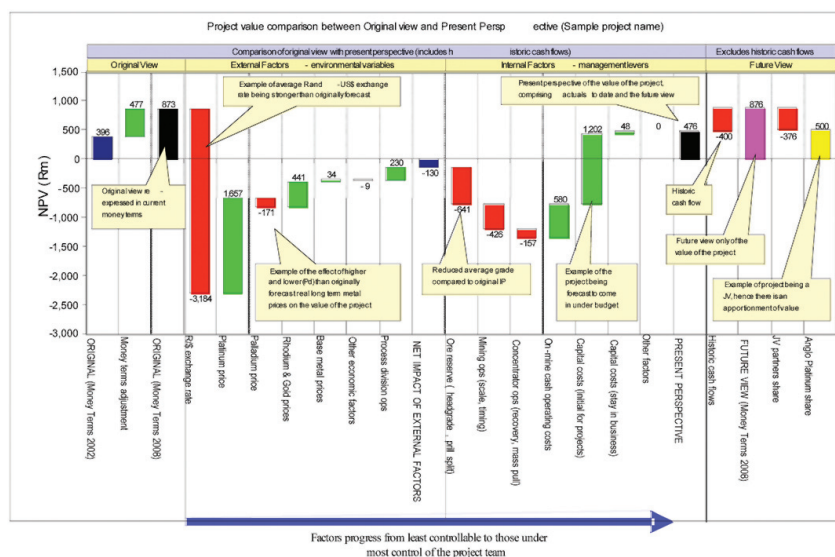 Project value comparison between Original view and Present Persp ective (Sample project name)
Comparison of original view with present perspective (includes h istoric cash flows)
Excludes historic cash flows
Original View
External Factors - environmental variables
Internal Factors - management levers
Future View
NPV (Rm)
1,500
1,000
500
0
-500
-1,000
-1,500
-2,000
-2,500
-3,000
396
477
873
-3,184
1,657
-171
441
34
- 9
230
-130
-641
-426
-157
580
1,202
48
0
476
-400
876
-376
500
Example of average Rand -US$ exchange
rate being stronger than originally forecast
Present perspective of the value of the project,
comprising actuals to date and the future view
Original view re -
expressed in current
money terms
Example of the effect of higher
and lower (Pd) than originally
forecast real long term metal
prices on the value of the project
Reduced average grade
compared to original IP
Example of the
project being
forecast to come
in under budget
Historic
cash flow
Future view only of the
value of the project
Example of project being a
JV, hence there is an
apportionment of value
ORIGINAL (Money Terms 2002)
Money terms adjustment
ORIGINAL (Money Terms 2008)
R/$ exchange rate
Platinum price
Palladium price
Rhodium & Gold prices
Base metal prices
Other economic factors
Process division ops
NET IMPACT OF EXTERNAL FACTORS
Ore reserve ( headgrade , prill split)
Mining ops (scale, timing)
Concentrator ops (recovery, mass pull)
On-mine cash operating costs
Capital costs (initial for projects)
Capital costs (stay in business)
Other factors
PRESENT PERSPECTIVE
Historic cash flows
FUTURE VIEW (Money Terms 2008)
JV partners share
Anglo Platinum share
Factors progress from least controllable to those under
most control of the project team